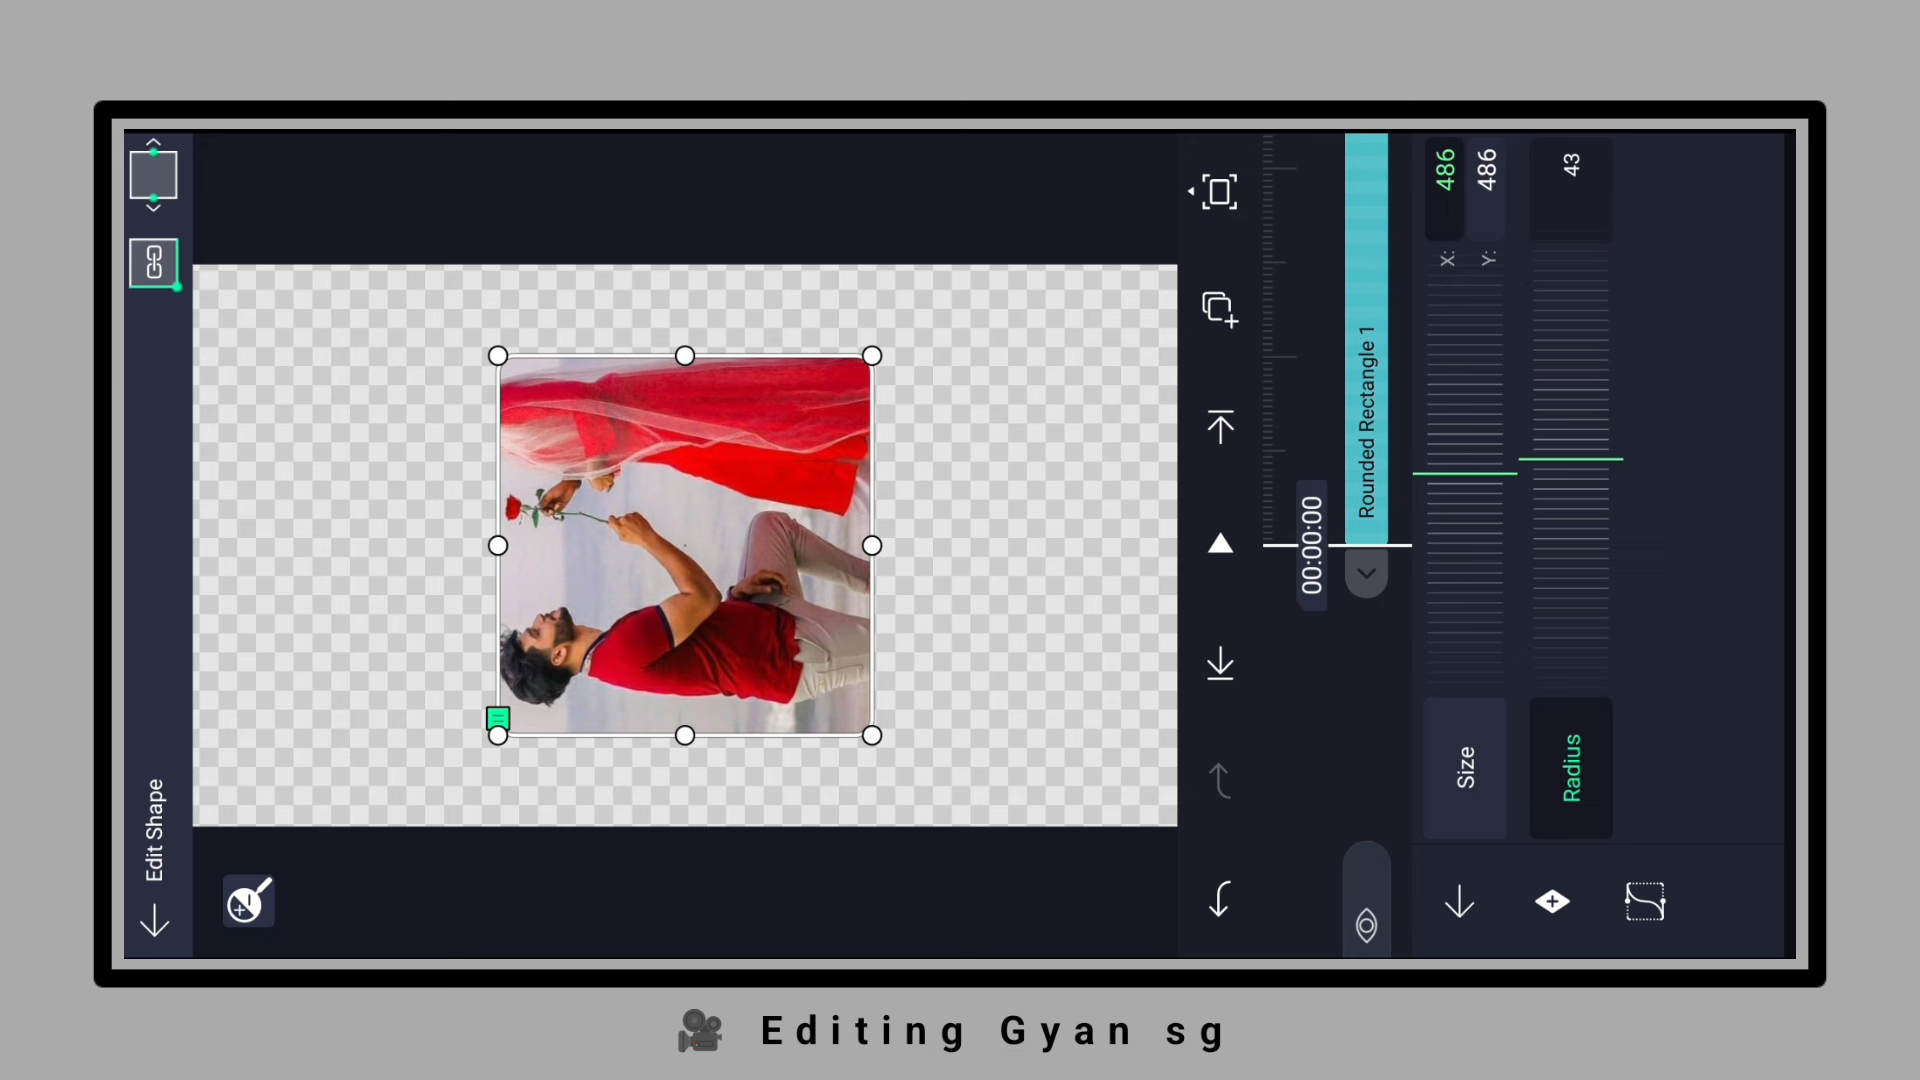 Edit Shape
00:00:00
Rounded Rectangle 1
Size
X: 486
Y: 486
Radius
43
Editing Gyan sg